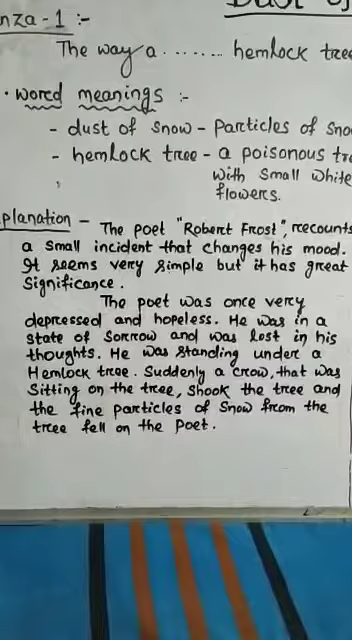 nza-1 :-
The way a ........ hemlock tree
• word meanings :-
- dust of snow - Particles of Sno
- hemlock tree - a poisonous tr
with Small white
flowers.
planation - The poet "Robert Frost", recounts
a small incident that changes his mood.
It seems very simple but it has great
Significance.
The poet was once very
depressed and hopeless. He was in a
state of Sorrow and was lost in his
thoughts. He was standing under a
Hemlock tree. Suddenly a crow, that was
Sitting on the tree, shook the tree and
the fine particles of Snow from the
tree fell on the Poet.